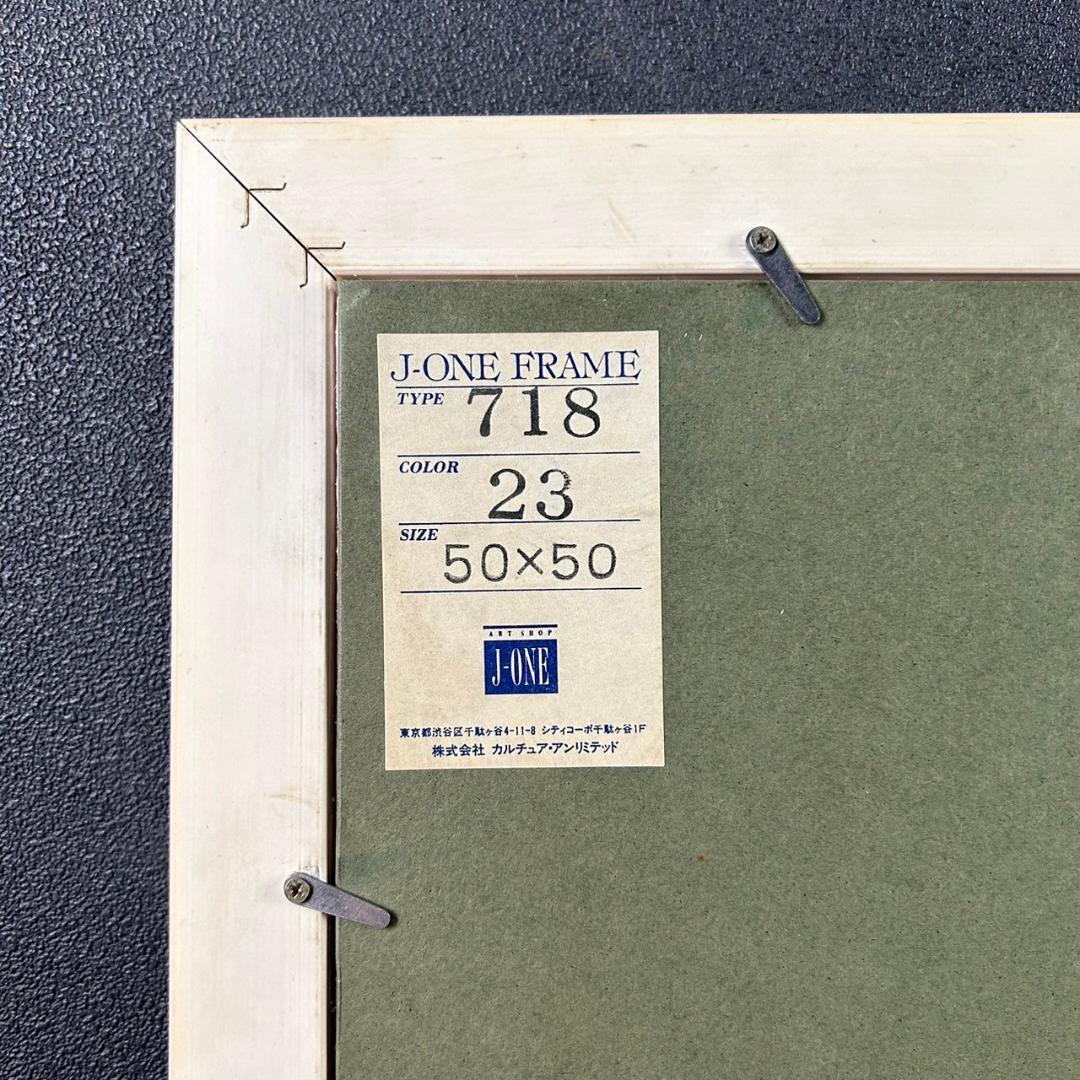 J-ONE FRAME
TYPE 718
COLOR 23
SIZE 50×50
ART SHOP
J-ONE
東京都渋谷区千駄ヶ谷4-11-8 シティコーポ千駄ヶ谷1F
株式会社 カルチュア・アンリミテッド